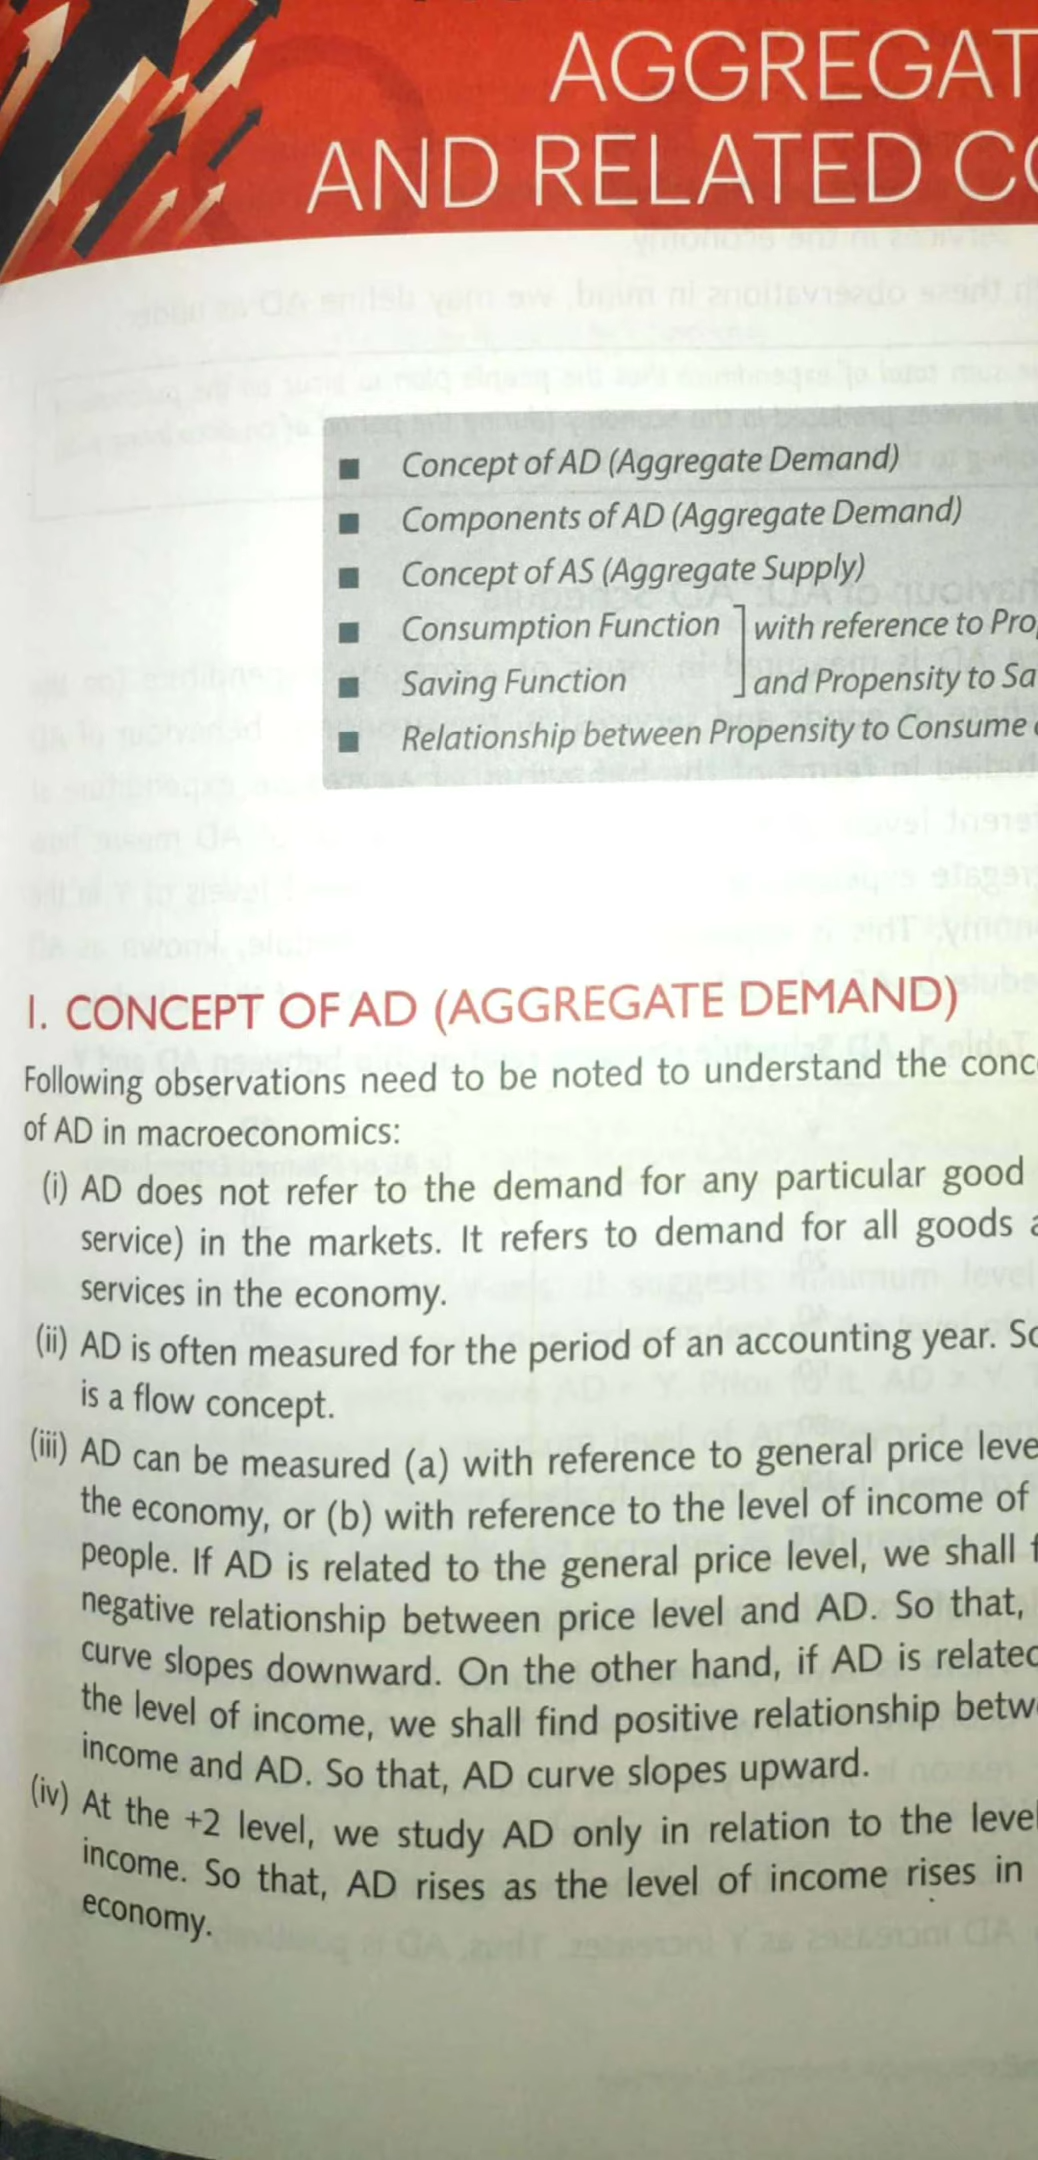 AGGREGAT
AND RELATED CO
■ Concept of AD (Aggregate Demand)
■ Components of AD (Aggregate Demand)
■ Concept of AS (Aggregate Supply)
■ Consumption Function ] with reference to Pro
■ Saving Function ] and Propensity to Sa
■ Relationship between Propensity to Consume
I. CONCEPT OF AD (AGGREGATE DEMAND)
Following observations need to be noted to understand the conc
of AD in macroeconomics:
(i) AD does not refer to the demand for any particular good
service) in the markets. It refers to demand for all goods a
services in the economy.
(ii) AD is often measured for the period of an accounting year. So
is a flow concept.
(iii) AD can be measured (a) with reference to general price leve
the economy, or (b) with reference to the level of income of
people. If AD is related to the general price level, we shall f
negative relationship between price level and AD. So that,
curve slopes downward. On the other hand, if AD is related
the level of income, we shall find positive relationship betwe
income and AD. So that, AD curve slopes upward.
(iv) At the +2 level, we study AD only in relation to the level
income. So that, AD rises as the level of income rises in
economy.